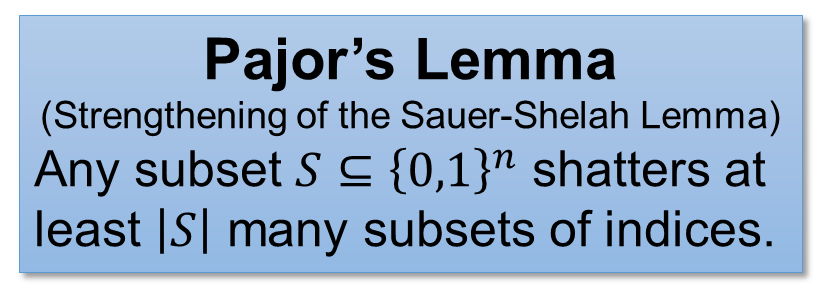 Pajor’s Lemma
(Strengthening of the Sauer-Shelah Lemma)
Any subset 𝑆 ⊆ {0,1}ⁿ shatters at
least |𝑆| many subsets of indices.